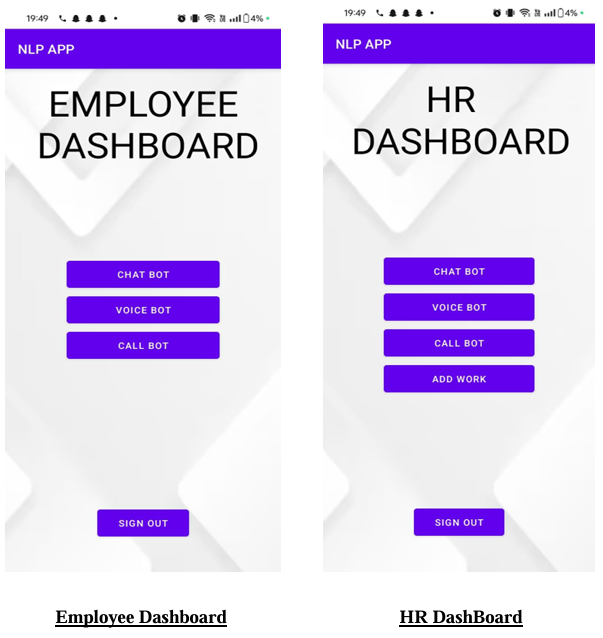 19:49
4%
NLP APP
EMPLOYEE
DASHBOARD
CHAT BOT
VOICE BOT
CALL BOT
SIGN OUT
Employee Dashboard
19:49
4%
NLP APP
HR
DASHBOARD
CHAT BOT
VOICE BOT
CALL BOT
ADD WORK
SIGN OUT
HR DashBoard